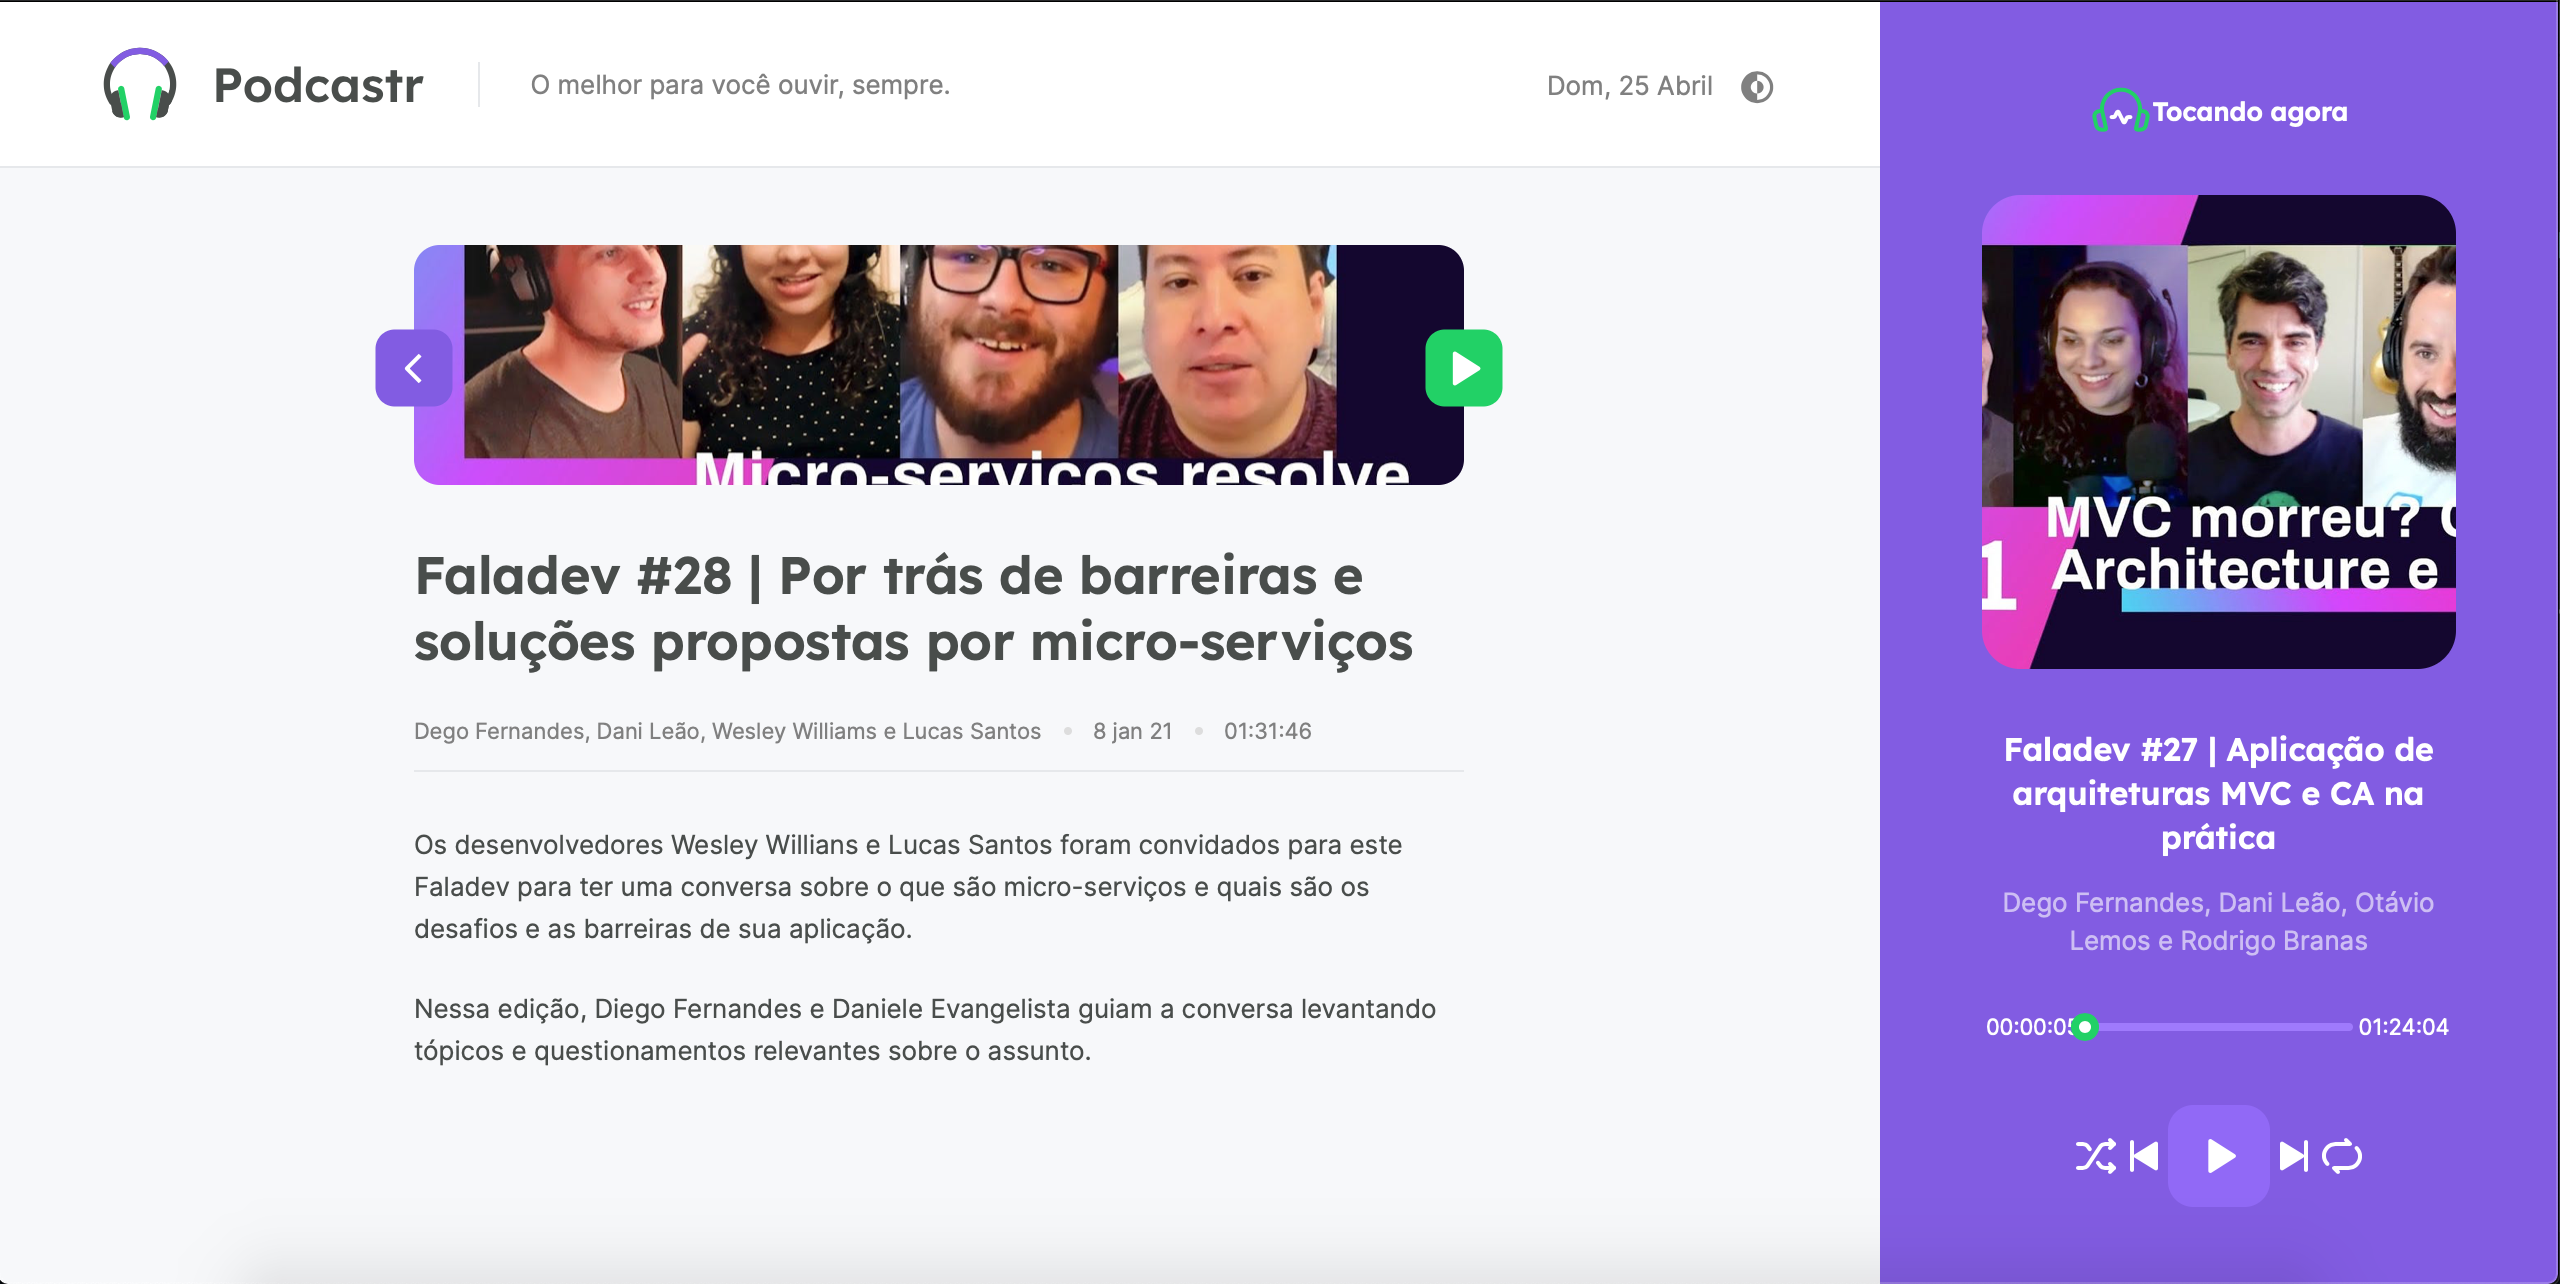 Podcastr
O melhor para você ouvir, sempre.
Dom, 25 Abril
Micro-serviços resolve
Faladev #28 | Por trás de barreiras e
soluções propostas por micro-serviços
Dego Fernandes, Dani Leão, Wesley Williams e Lucas Santos • 8 jan 21 • 01:31:46
Os desenvolvedores Wesley Willians e Lucas Santos foram convidados para este
Faladev para ter uma conversa sobre o que são micro-serviços e quais são os
desafios e as barreiras de sua aplicação.
Nessa edição, Diego Fernandes e Daniele Evangelista guiam a conversa levantando
tópicos e questionamentos relevantes sobre o assunto.
Tocando agora
MVC morreu?
1 Architecture e
Faladev #27 | Aplicação de
arquiteturas MVC e CA na
prática
Dego Fernandes, Dani Leão, Otávio
Lemos e Rodrigo Branas
00:00:05 01:24:04